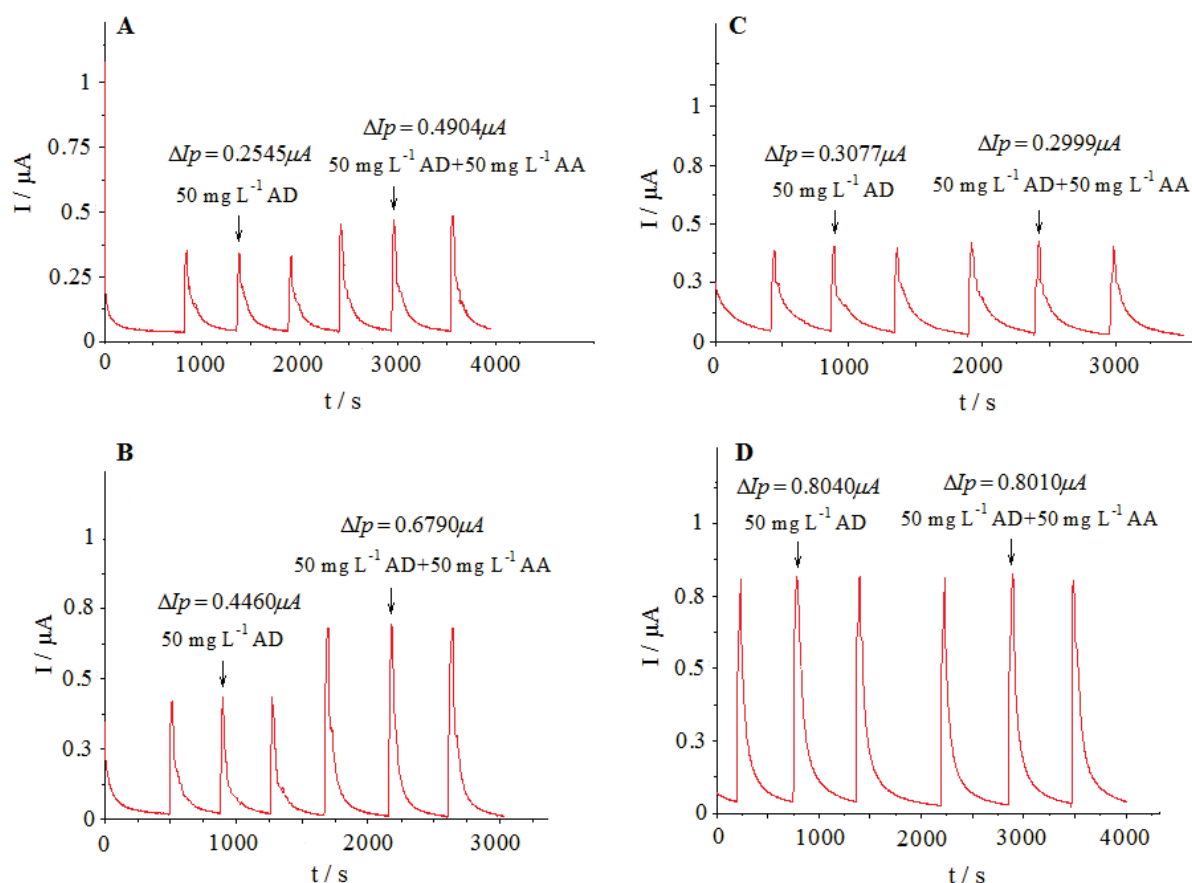 A
ΔIp = 0.4904μA
ΔIp = 0.2545μA
50 mg L⁻¹ AD+50 mg L⁻¹ AA
50 mg L⁻¹ AD
I / μA
1
0.75
0.5
0.25
0
0 1000 2000 3000 4000
t / s
C
ΔIp = 0.3077μA
ΔIp = 0.2999μA
50 mg L⁻¹ AD
50 mg L⁻¹ AD+50 mg L⁻¹ AA
I / μA
1
0.8
0.5
0.3
0
0 1000 2000 3000
t / s
B
ΔIp = 0.6790μA
50 mg L⁻¹ AD+50 mg L⁻¹ AA
ΔIp = 0.4460μA
50 mg L⁻¹ AD
I / μA
1
0.8
0.5
0.3
0
0 1000 2000 3000
t / s
D
ΔIp = 0.8040μA
ΔIp = 0.8010μA
50 mg L⁻¹ AD
50 mg L⁻¹ AD+50 mg L⁻¹ AA
I / μA
1
0.8
0.5
0.3
0
0 1000 2000 3000 4000
t / s